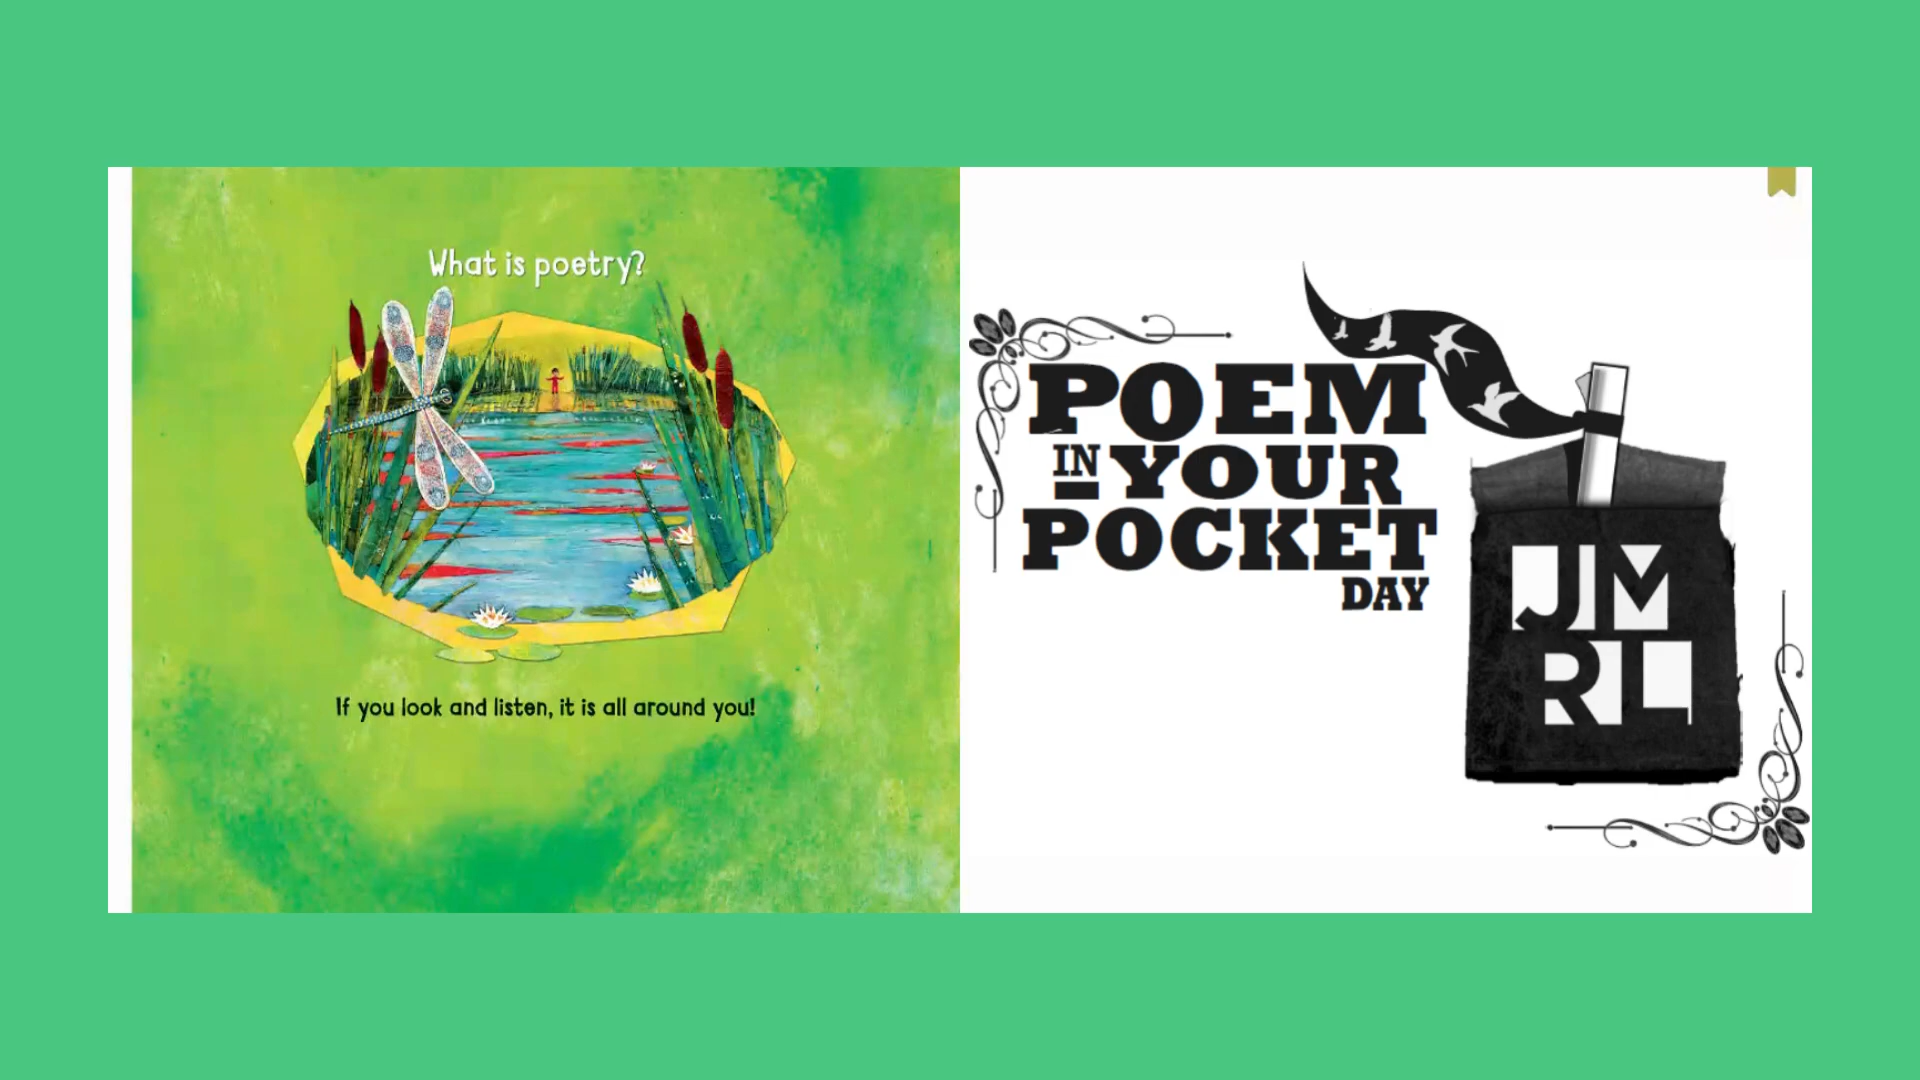 What is poetry?
If you look and listen, it is all around you!
POEM
IN YOUR
POCKET
DAY
JM
RL